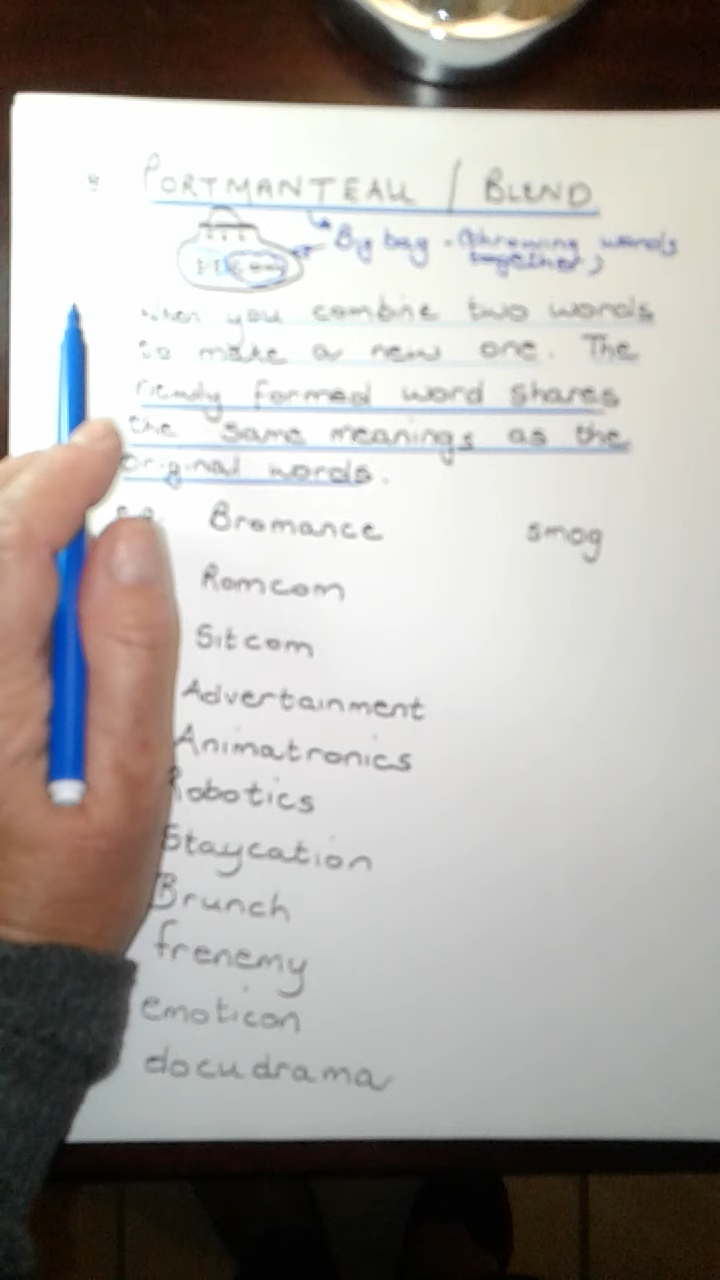 PORTMANTEAU / BLEND
Big bag - (throwing words
together)
When you combine two words
to make a new one. The
newly formed word shares
the same meanings as the
original words.
e.g. Bromance smog
Romcom
Sitcom
Advertainment
Animatronics
Robotics
Staycation
Brunch
frenemy
emoticon
docudrama